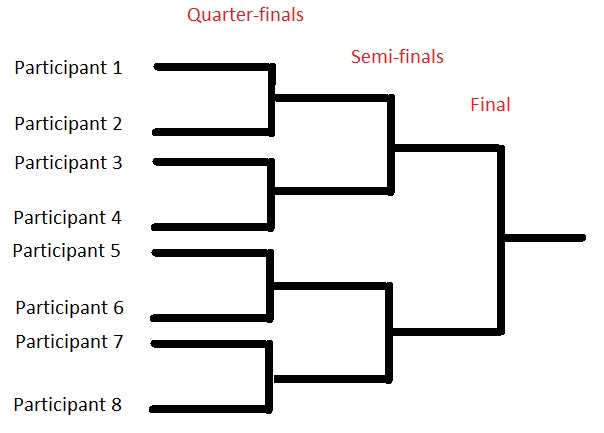 Quarter-finals
Semi-finals
Final
Participant 1
Participant 2
Participant 3
Participant 4
Participant 5
Participant 6
Participant 7
Participant 8